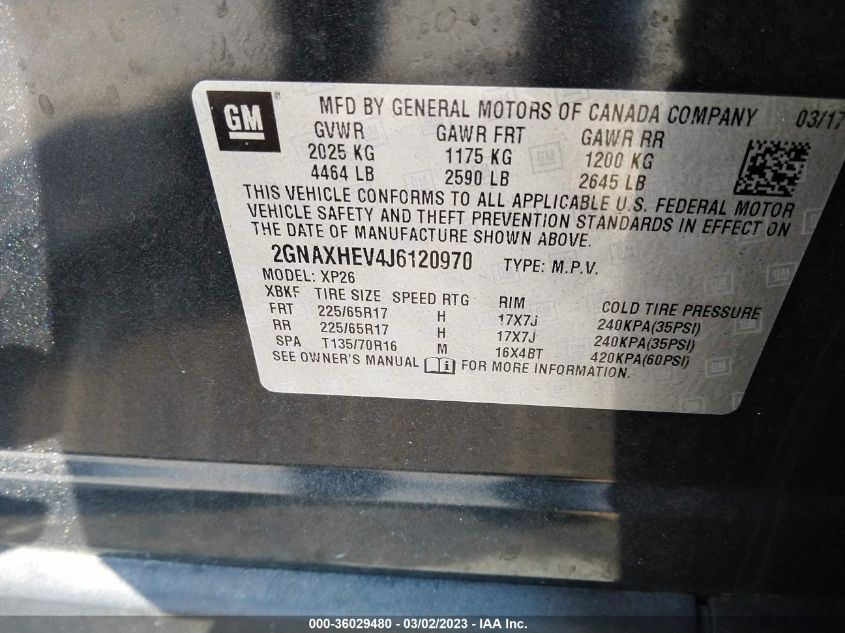 GM ® MFD BY GENERAL MOTORS OF CANADA COMPANY 03/17
GVWR GAWR FRT GAWR RR
2025 KG 1175 KG 1200 KG
4464 LB 2590 LB 2645 LB
THIS VEHICLE CONFORMS TO ALL APPLICABLE U.S. FEDERAL MOTOR
VEHICLE SAFETY AND THEFT PREVENTION STANDARDS IN EFFECT ON
THE DATE OF MANUFACTURE SHOWN ABOVE.
2GNAXHEV4J6120970 TYPE: M.P.V.
MODEL: XP26
XBKF TIRE SIZE SPEED RTG RIM COLD TIRE PRESSURE
FRT 225/65R17 H 17X7J 240KPA(35PSI)
RR 225/65R17 H 17X7J 240KPA(35PSI)
SPA T135/70R16 M 16X4BT 420KPA(60PSI)
SEE OWNER'S MANUAL FOR MORE INFORMATION.
000-36029480 - 03/02/2023 - IAA Inc.